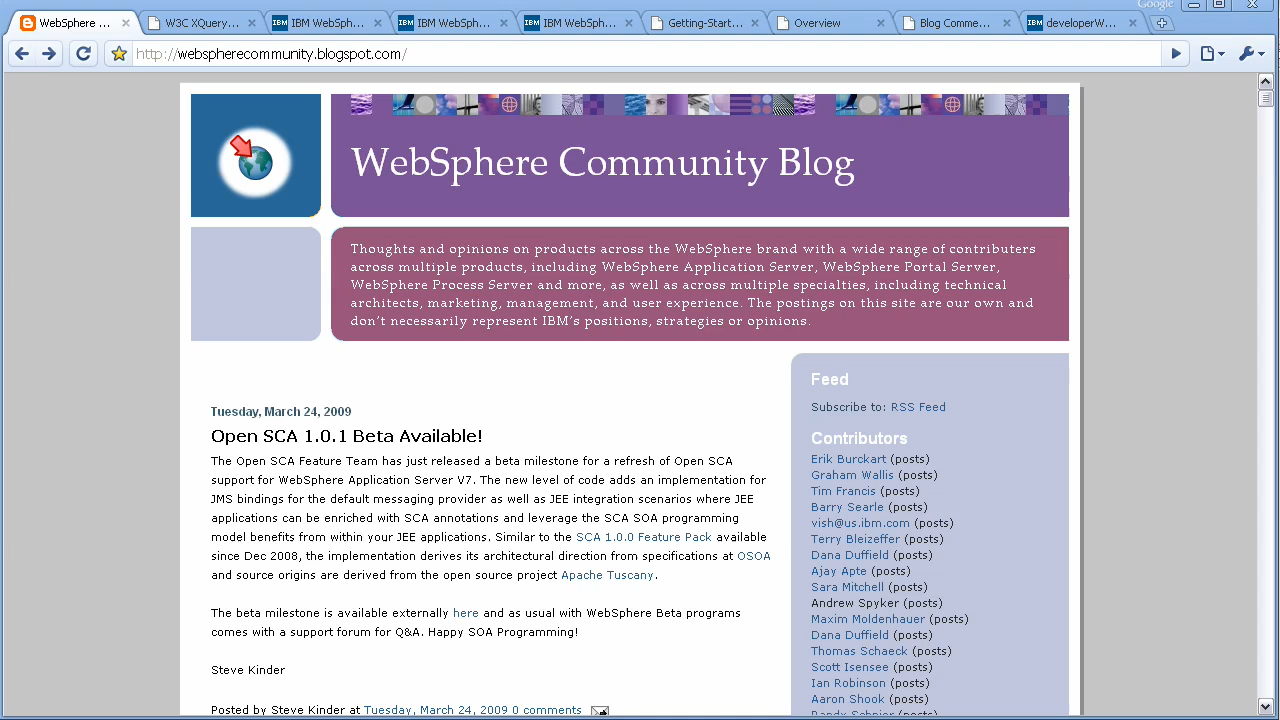 Google
WebSphere ...
W3C XQuery...
IBM WebSph...
IBM WebSp...
IBM WebSph...
Getting-Start...
Overview
Blog Comme...
developerW...
http://webspherecommunity.blogspot.com/
WebSphere Community Blog
Thoughts and opinions on products across the WebSphere brand with a wide range of contributers
across multiple products, including WebSphere Application Server, WebSphere Portal Server,
WebSphere Process Server and more, as well as across multiple specialties, including technical
architects, marketing, management, and user experience. The postings on this site are our own and
don't necessarily represent IBM's positions, strategies or opinions.
Tuesday, March 24, 2009
Open SCA 1.0.1 Beta Available!
The Open SCA Feature Team has just released a beta milestone for a refresh of Open SCA
support for WebSphere Application Server V7. The new level of code adds an implementation for
JMS bindings for the default messaging provider as well as JEE integration scenarios where JEE
applications can be enriched with SCA annotations and leverage the SCA SOA programming
model benefits from within your JEE applications. Similar to the SCA 1.0.0 Feature Pack available
since Dec 2008, the implementation derives its architectural direction from specifications at OSOA
and source origins are derived from the open source project Apache Tuscany.
The beta milestone is available externally here and as usual with WebSphere Beta programs
comes with a support forum for Q&A. Happy SOA Programming!
Steve Kinder
Posted by Steve Kinder at Tuesday, March 24, 2009 0 comments
Feed
Subscribe to: RSS Feed
Contributors
Erik Burckart (posts)
Graham Wallis (posts)
Tim Francis (posts)
Barry Searle (posts)
vish@us.ibm.com (posts)
Terry Bleizeffer (posts)
Dana Duffield (posts)
Ajay Apte (posts)
Sara Mitchell (posts)
Andrew Spyker (posts)
Maxim Moldenhauer (posts)
Dana Duffield (posts)
Thomas Schaeck (posts)
Scott Isensee (posts)
Ian Robinson (posts)
Aaron Shook (posts)